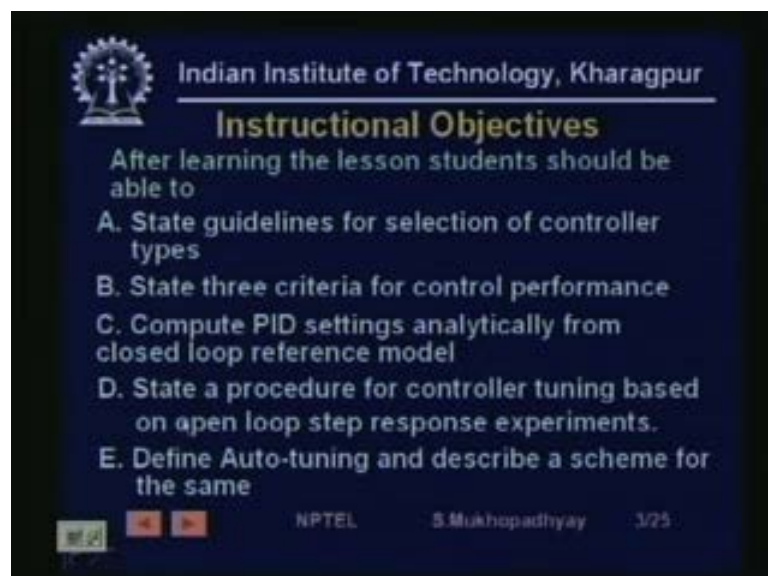 Indian Institute of Technology, Kharagpur
Instructional Objectives
After learning the lesson students should be
able to
A. State guidelines for selection of controller
types
B. State three criteria for control performance
C. Compute PID settings analytically from
closed loop reference model
D. State a procedure for controller tuning based
on open loop step response experiments.
E. Define Auto-tuning and describe a scheme for
the same
NPTEL S.Mukhopadhyay 3/25